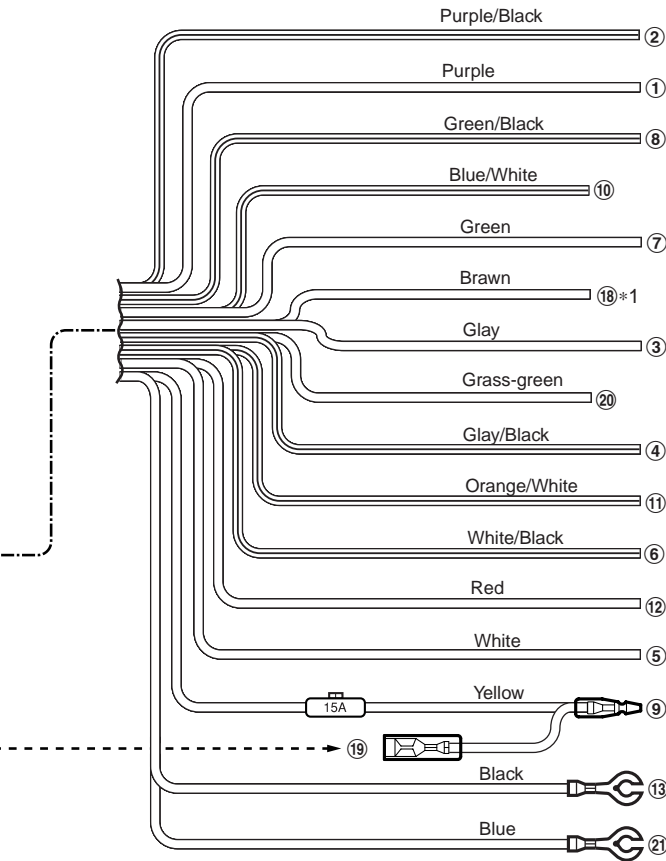 Purple/Black
②
Purple
①
Green/Black
⑧
Blue/White
⑩
Green
⑦
Brawn
⑱*1
Glay
③
Grass-green
⑳
Glay/Black
④
Orange/White
⑪
White/Black
⑥
Red
⑫
White
⑤
Yellow
15A
⑨
⑲
Black
⑬
Blue
㉑